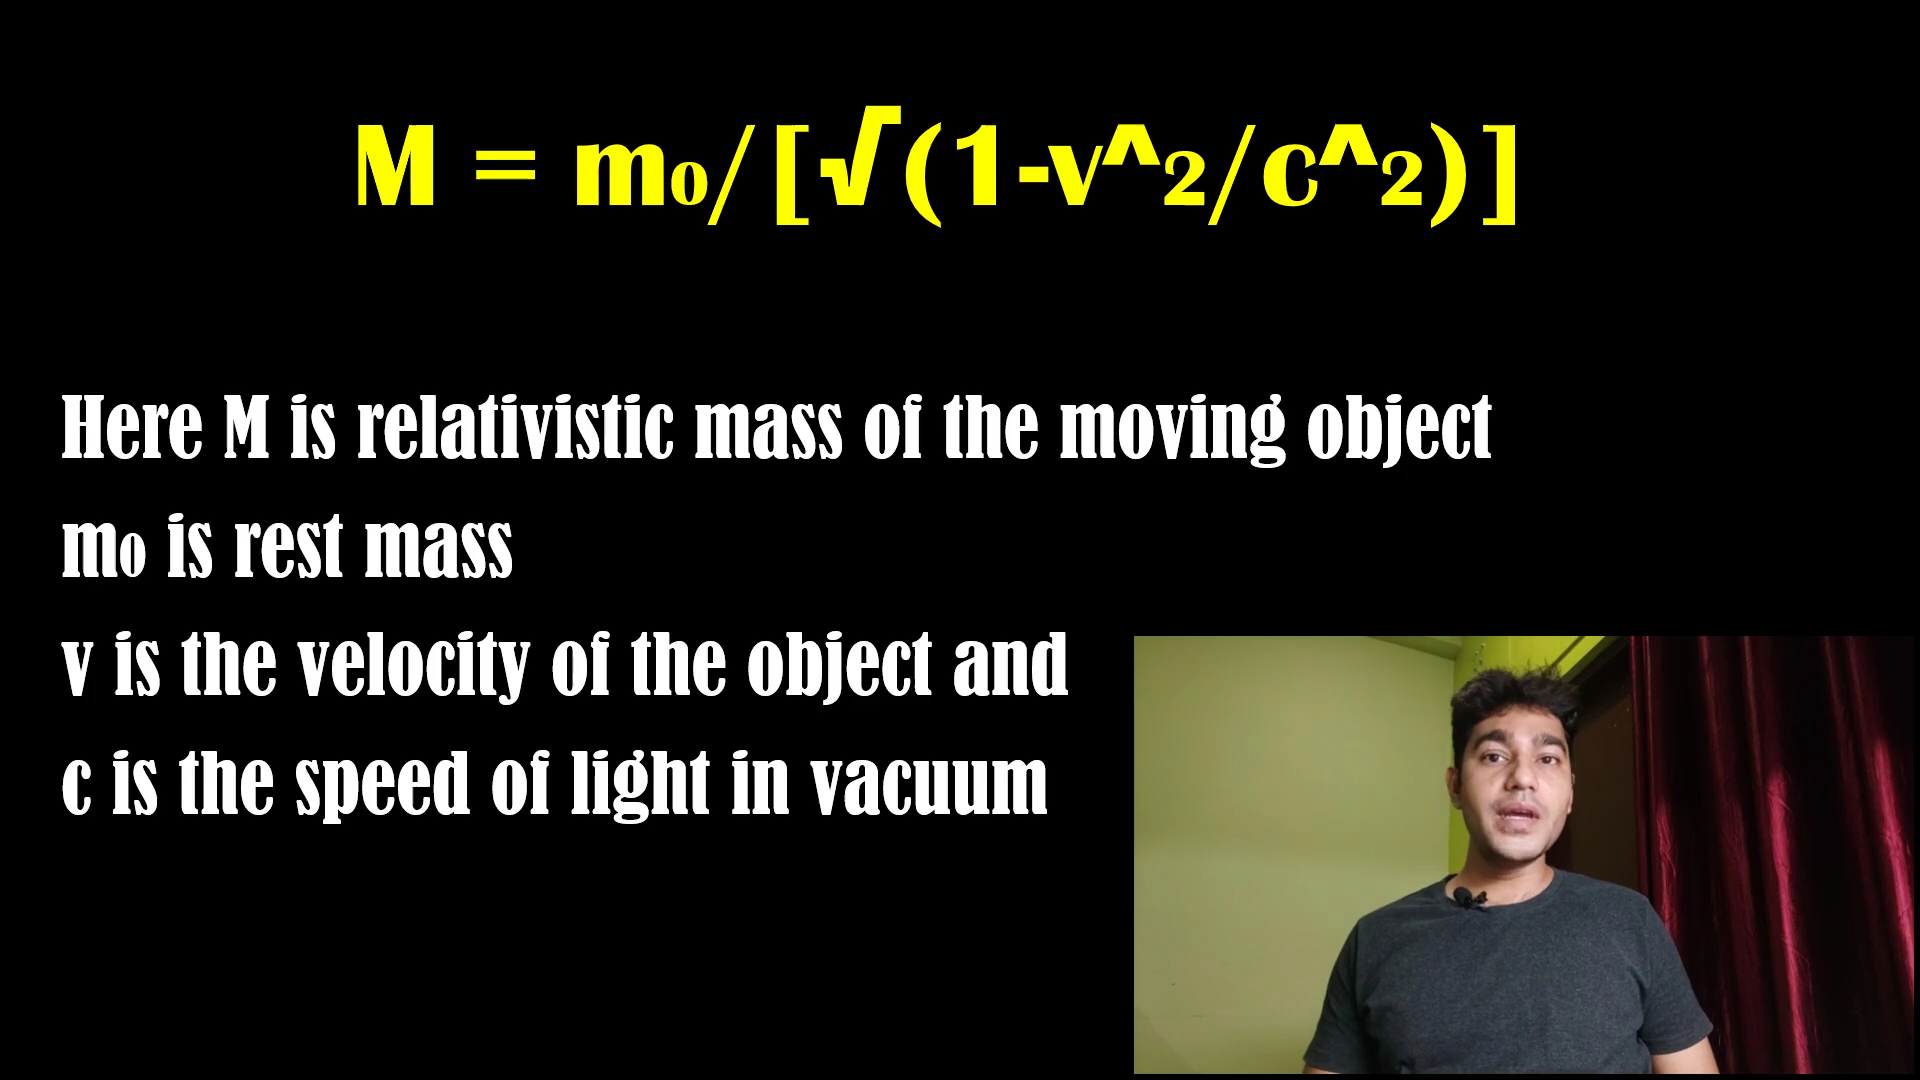 M = m₀/[√(1-v^2/c^2)]
Here M is relativistic mass of the moving object
m₀ is rest mass
v is the velocity of the object and
c is the speed of light in vacuum